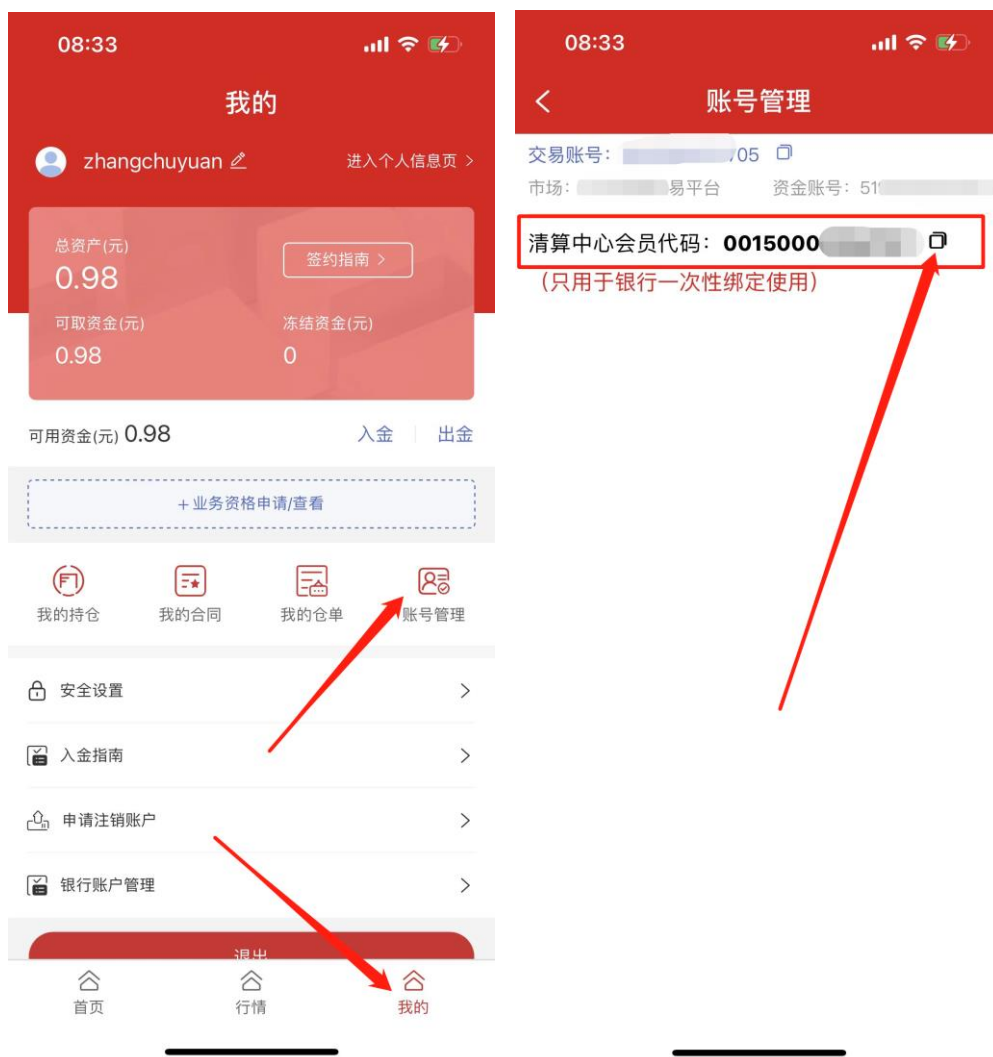 08:33
我的
zhangchuyuan
进入个人信息页 >
总资产(元)
0.98
签约指南 >
可取资金(元)
冻结资金(元)
0.98
0
可用资金(元) 0.98
入金
出金
+业务资格申请/查看
我的持仓
我的合同
我的仓单
账号管理
安全设置
入金指南
申请注销账户
银行账户管理
退出
首页
行情
我的
08:33
账号管理
交易账号: 05
市场: 易平台
资金账号: 51
清算中心会员代码: 0015000
(只用于银行一次性绑定使用)